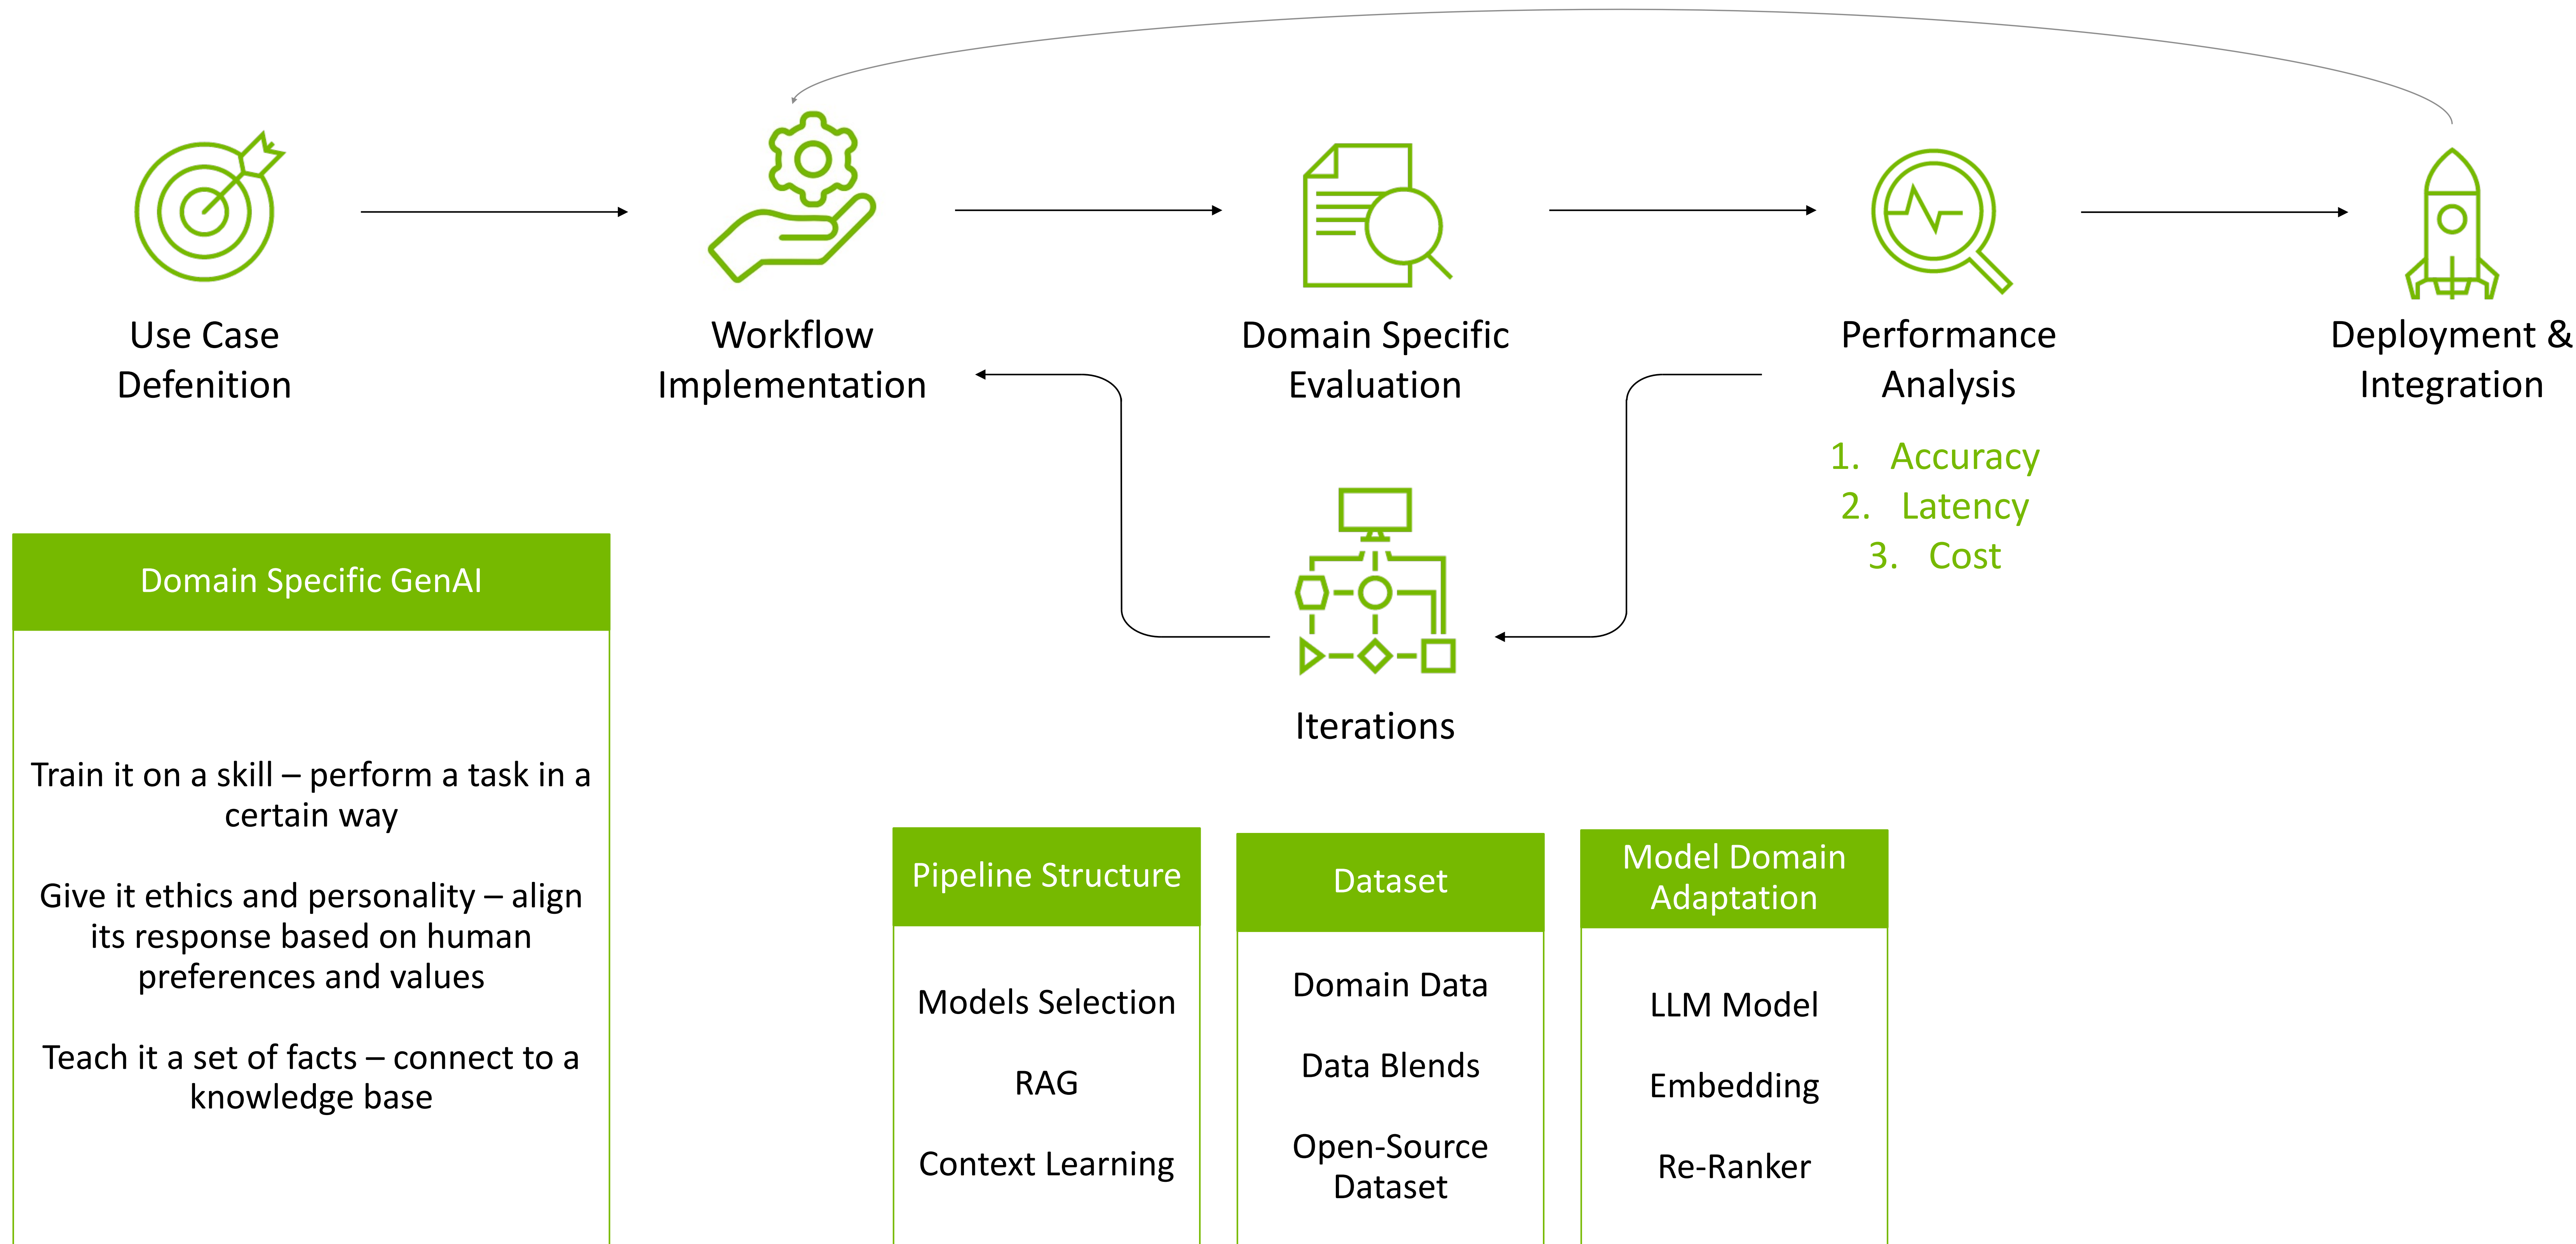 Use Case
Defenition
Workflow
Implementation
Domain Specific
Evaluation
Performance
Analysis
Deployment &
Integration
1. Accuracy
2. Latency
3. Cost
Iterations
Domain Specific GenAI
Train it on a skill – perform a task in a
certain way
Give it ethics and personality – align
its response based on human
preferences and values
Teach it a set of facts – connect to a
knowledge base
Pipeline Structure
Models Selection
RAG
Context Learning
Dataset
Domain Data
Data Blends
Open-Source
Dataset
Model Domain
Adaptation
LLM Model
Embedding
Re-Ranker